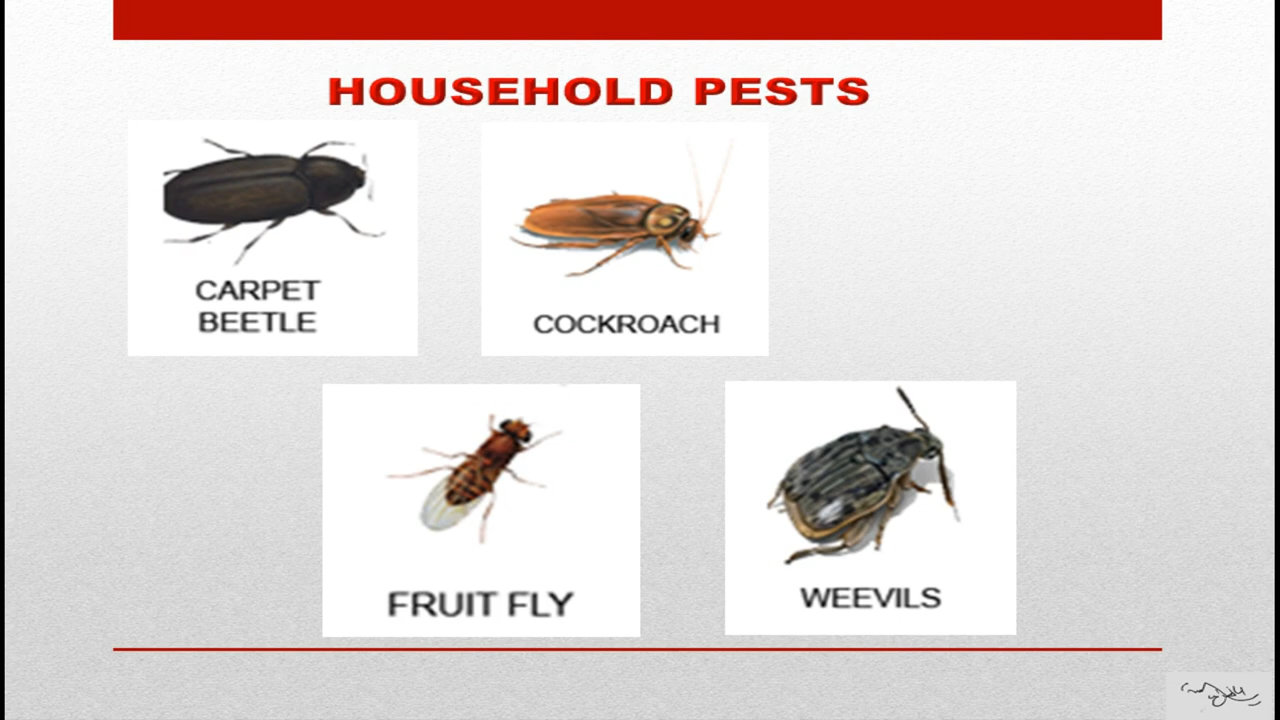 HOUSEHOLD PESTS
CARPET
BEETLE
COCKROACH
FRUIT FLY
WEEVILS